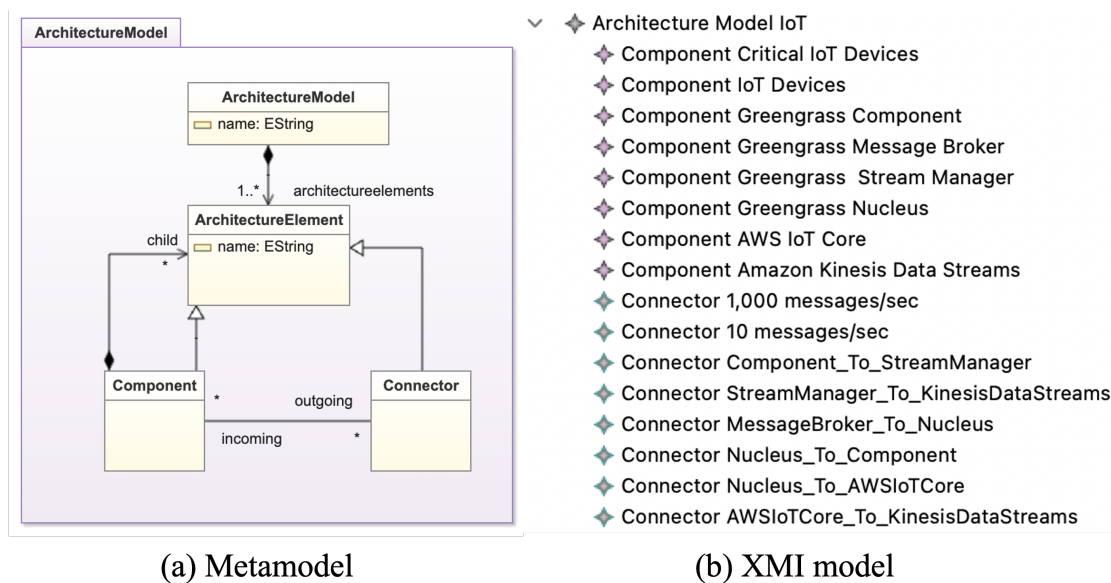 ArchitectureModel
ArchitectureModel
name: EString
1..*
architectureelements
ArchitectureElement
name: EString
child
*
Component
Connector
*
outgoing
incoming
*
(a) Metamodel
Architecture Model IoT
Component Critical IoT Devices
Component IoT Devices
Component Greengrass Component
Component Greengrass Message Broker
Component Greengrass  Stream Manager
Component Greengrass Nucleus
Component AWS IoT Core
Component Amazon Kinesis Data Streams
Connector 1,000 messages/sec
Connector 10 messages/sec
Connector Component_To_StreamManager
Connector StreamManager_To_KinesisDataStreams
Connector MessageBroker_To_Nucleus
Connector Nucleus_To_Component
Connector Nucleus_To_AWSIoTCore
Connector AWSIoTCore_To_KinesisDataStreams
(b) XMI model